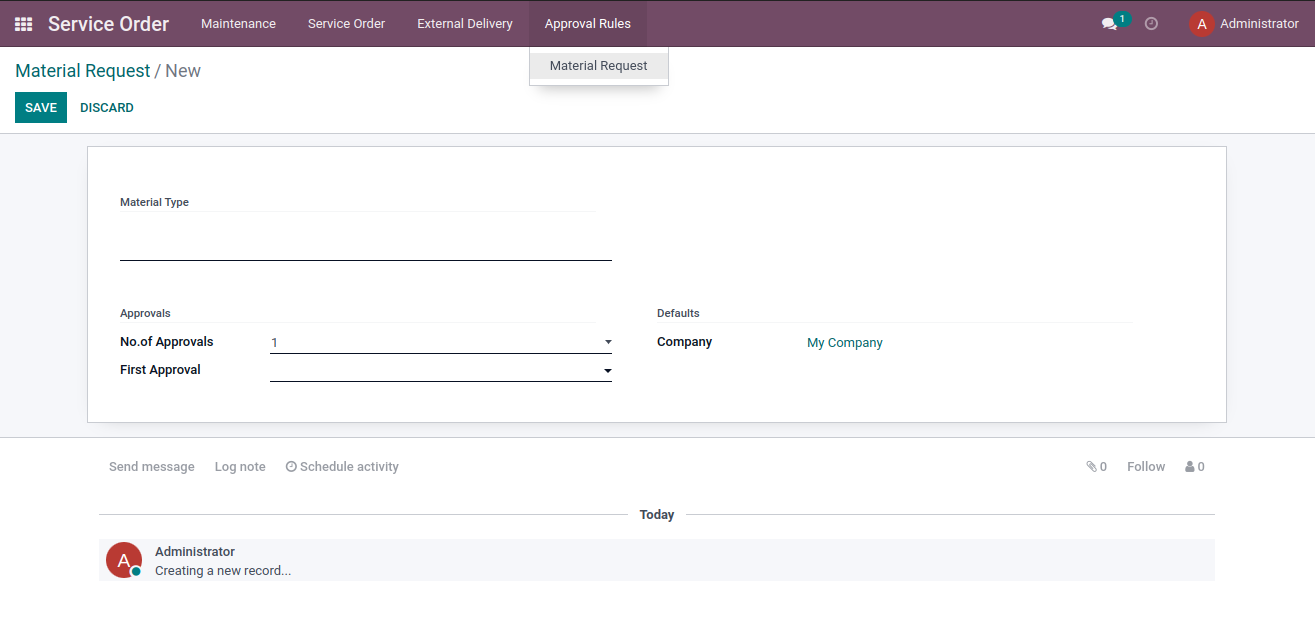 Service Order Maintenance Service Order External Delivery Approval Rules 1 A Administrator
Material Request
Material Request / New
SAVE DISCARD
Material Type
Approvals Defaults
No.of Approvals 1 Company My Company
First Approval
Send message Log note Schedule activity 0 Follow 0
Today
A Administrator
Creating a new record...